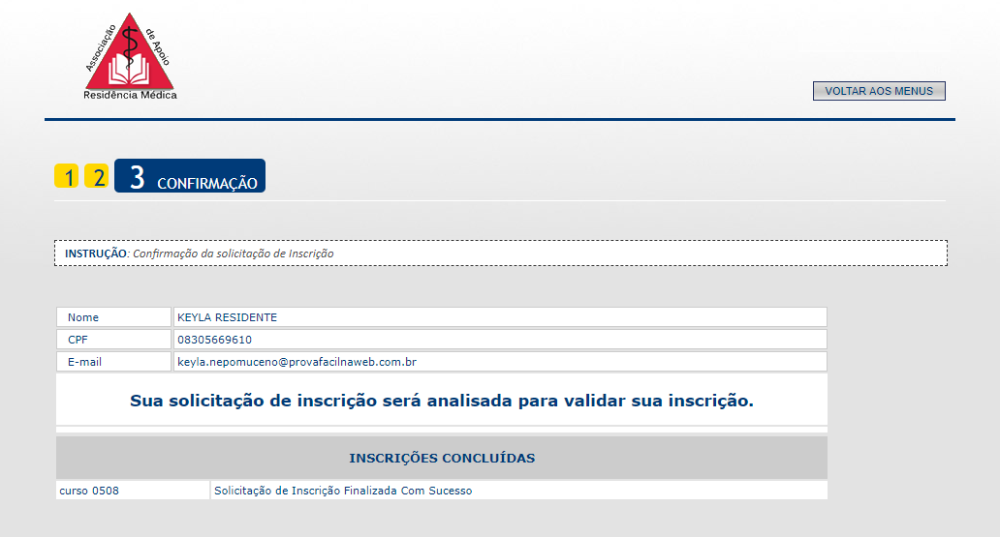 Associação de Apoio
Residência Médica
VOLTAR AOS MENUS
1 2 3 CONFIRMAÇÃO
INSTRUÇÃO: Confirmação da solicitação de Inscrição
Nome KEYLA RESIDENTE
CPF 08305669610
E-mail keyla.nepomuceno@provafacilnaweb.com.br
Sua solicitação de inscrição será analisada para validar sua inscrição.
INSCRIÇÕES CONCLUÍDAS
curso 0508 Solicitação de Inscrição Finalizada Com Sucesso